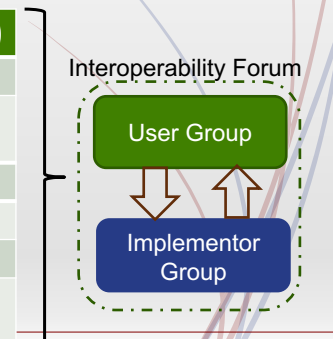 )
Interoperability Forum
User Group
Implementor
Group